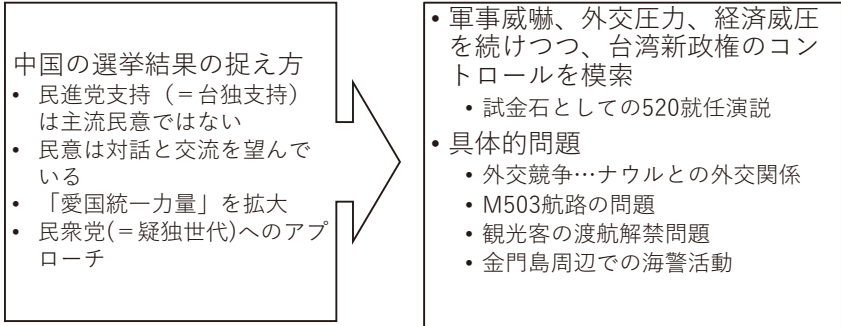 中国の選挙結果の捉え方
• 民進党支持（＝台独支持）
は主流民意ではない
• 民意は対話と交流を望んで
いる
• 「愛国統一力量」を拡大
• 民衆党(＝疑独世代)へのアプ
ローチ
• 軍事威嚇、外交圧力、経済威圧
を続けつつ、台湾新政権のコン
トロールを模索
• 試金石としての520就任演説
• 具体的問題
• 外交競争…ナウルとの外交関係
• M503航路の問題
• 観光客の渡航解禁問題
• 金門島周辺での海警活動